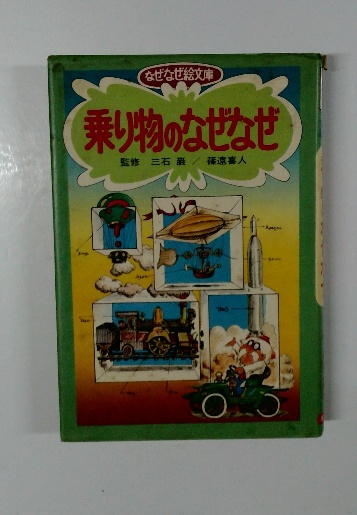 なぜなぜ絵文庫
乗り物のなぜなぜ
監修 三石 巌／篠遠喜人